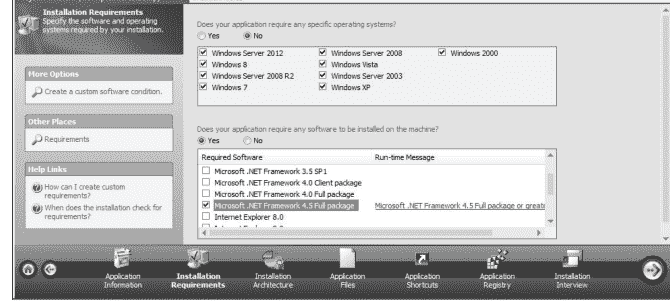 Installation Requirements
Specify the software and operating
systems required by your installation.
More Options
Create a custom software condition.
Other Places
Requirements
Help Links
How can I create custom
requirements?
When does the installation check for
requirements?
Does your application require any specific operating systems?
Yes No
Windows Server 2012 Windows Server 2008 Windows 2000
Windows 8 Windows Vista
Windows Server 2008 R2 Windows Server 2003
Windows 7 Windows XP
Does your application require any software to be installed on the machine?
Yes No
Required Software Run-time Message
Microsoft .NET Framework 3.5 SP1
Microsoft .NET Framework 4.0 Client package
Microsoft .NET Framework 4.0 Full package
Microsoft .NET Framework 4.5 Full package Microsoft .NET Framework 4.5 Full package or greate
Internet Explorer 8.0
Application Information
Installation Requirements
Installation Architecture
Application Files
Application Shortcuts
Application Registry
Installation Interview